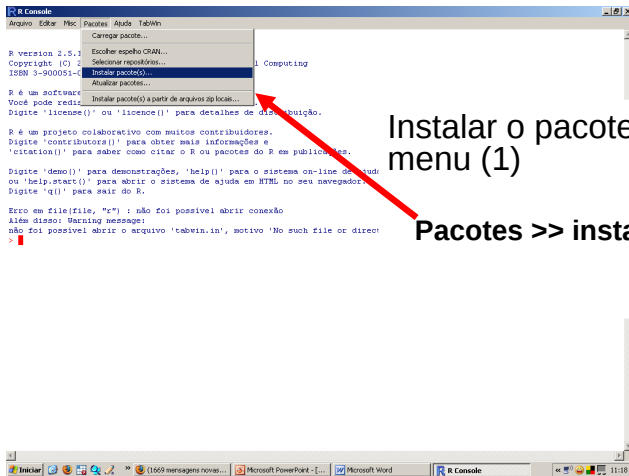 R Console
Arquivo Editar Misc Pacotes Ajuda TabWin
Carregar pacote...
Escolher espelho CRAN...
Selecionar repositórios...
Instalar pacote(s)...
Atualizar pacotes...
Instalar pacote(s) a partir de arquivos zip locais...
R version 2.5.1
Copyright (C) 2 l Computing
ISBN 3-900051-0
R é um software
Você pode redis
Digite 'license()' ou 'licence()' para detalhes de distribuição.
R é um projeto colaborativo com muitos contribuidores.
Digite 'contributors()' para obter mais informações e
'citation()' para saber como citar o R ou pacotes do R em publicações.
Digite 'demo()' para demonstrações, 'help()' para o sistema on-line de ajuda
ou 'help.start()' para abrir o sistema de ajuda em HTML no seu navegador.
Digite 'q()' para sair do R.
Erro em file(file, "r") : não foi possível abrir conexão
Além disso: Warning message:
não foi possível abrir o arquivo 'tabwin.in', motivo 'No such file or direct
>
Instalar o pacote
menu (1)
Pacotes >> insta
Iniciar » (1669 mensagens novas... Microsoft PowerPoint - [... Microsoft Word R Console « 11:18